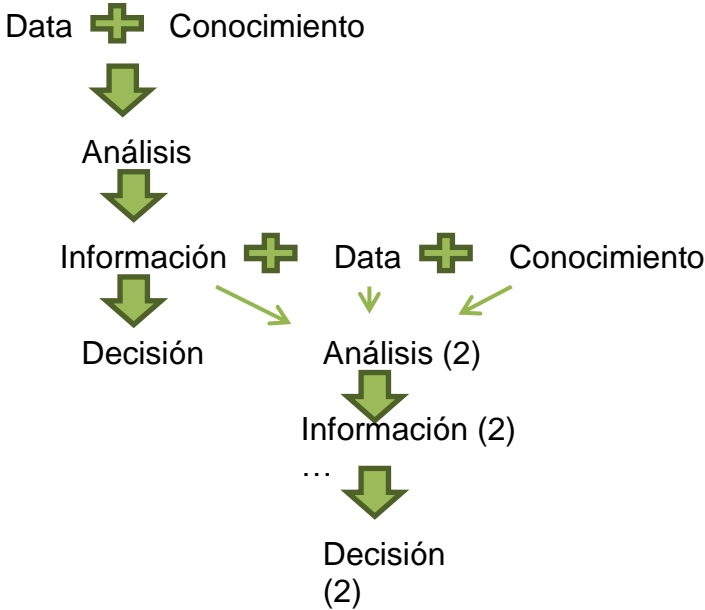 Data Conocimiento
Análisis
Información Data Conocimiento
Decisión Análisis (2)
Información (2)
…
Decisión
(2)